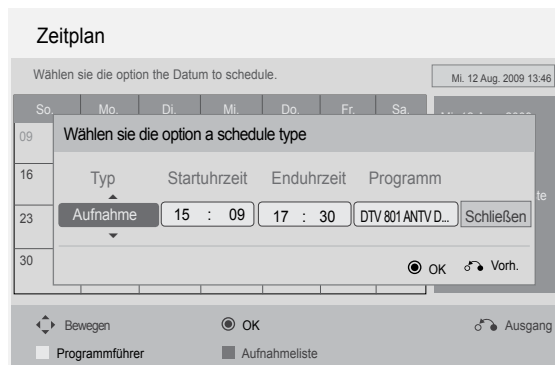 Zeitplan
Wählen sie die option the Datum to schedule.
Mi. 12 Aug. 2009 13:46
So. Mo. Di. Mi. Do. Fr. Sa.
09
Wählen sie die option a schedule type
16
Typ Startuhrzeit Enduhrzeit Programm
te
23
Aufnahme 15 : 09 17 : 30 DTV 801 ANTV D... Schließen
30
OK Vorh.
Bewegen OK Ausgang
Programmführer Aufnahmeliste